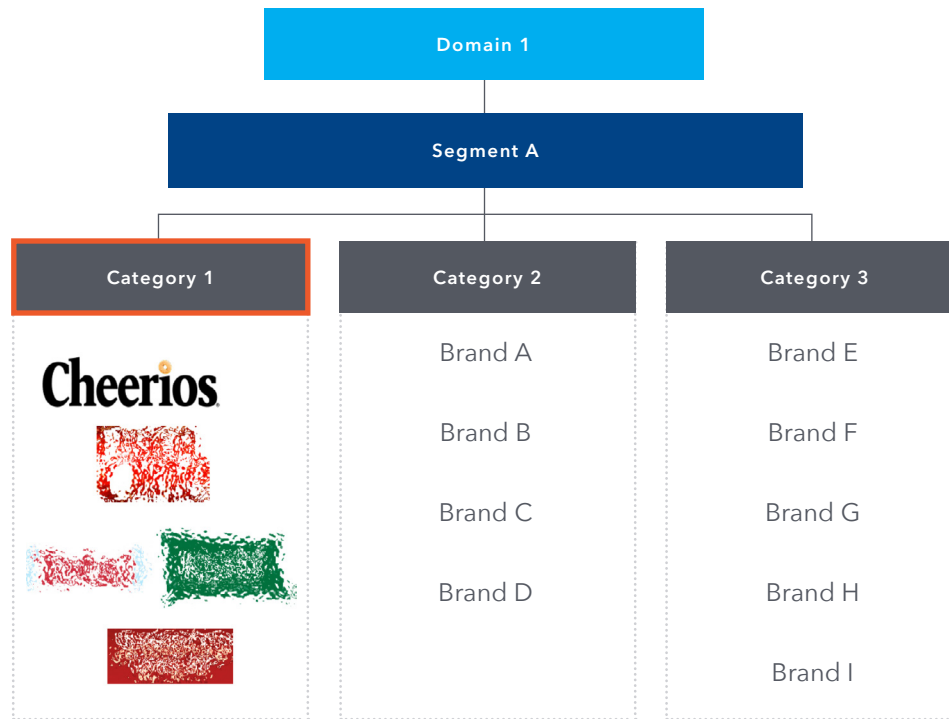 Domain 1
Segment A
Category 1
Category 2
Category 3
Cheerios
Brand A
Brand B
Brand C
Brand D
Brand E
Brand F
Brand G
Brand H
Brand I